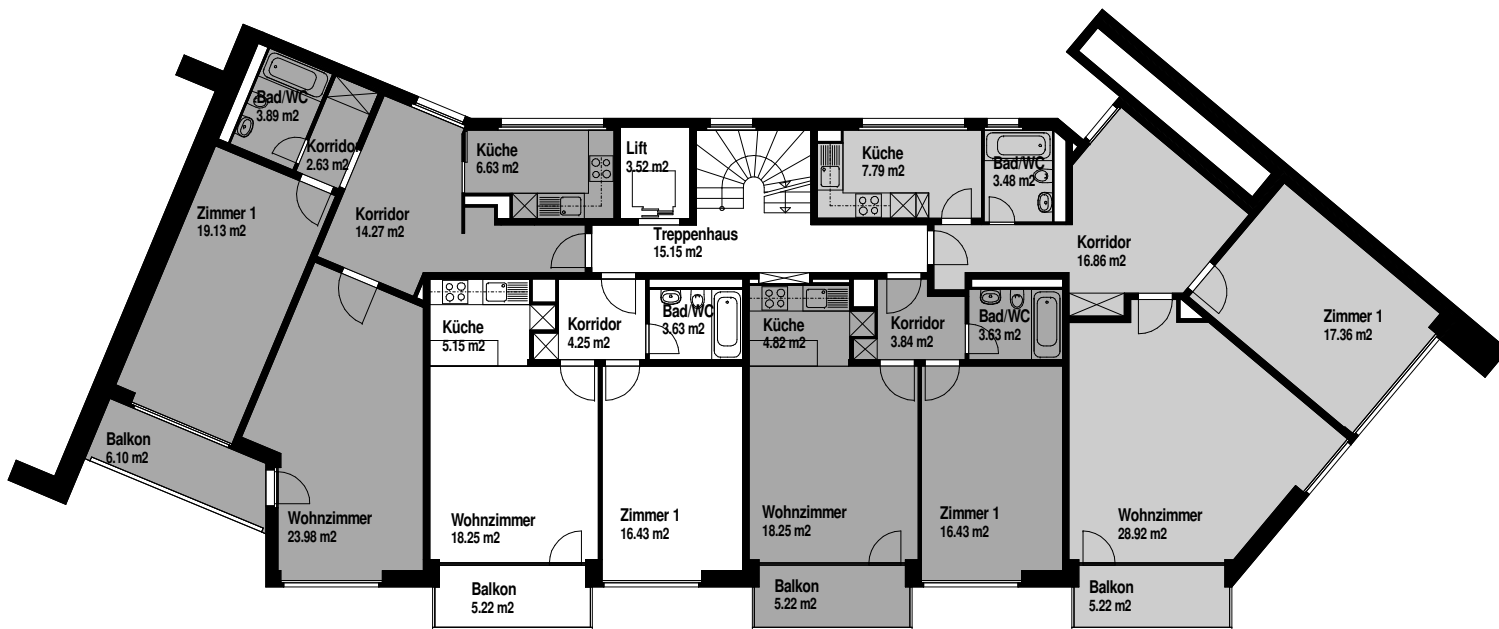 Bad/WC
3.89 m2
Korridor
2.63 m2
Zimmer 1
19.13 m2
Korridor
14.27 m2
Küche
6.63 m2
Lift
3.52 m2
Treppenhaus
15.15 m2
Küche
7.79 m2
Bad/WC
3.48 m2
Korridor
16.86 m2
Zimmer 1
17.36 m2
Balkon
6.10 m2
Wohnzimmer
23.98 m2
Küche
5.15 m2
Korridor
4.25 m2
Bad/WC
3.63 m2
Wohnzimmer
18.25 m2
Zimmer 1
16.43 m2
Balkon
5.22 m2
Küche
4.82 m2
Korridor
3.84 m2
Bad/WC
3.63 m2
Wohnzimmer
18.25 m2
Zimmer 1
16.43 m2
Balkon
5.22 m2
Wohnzimmer
28.92 m2
Balkon
5.22 m2